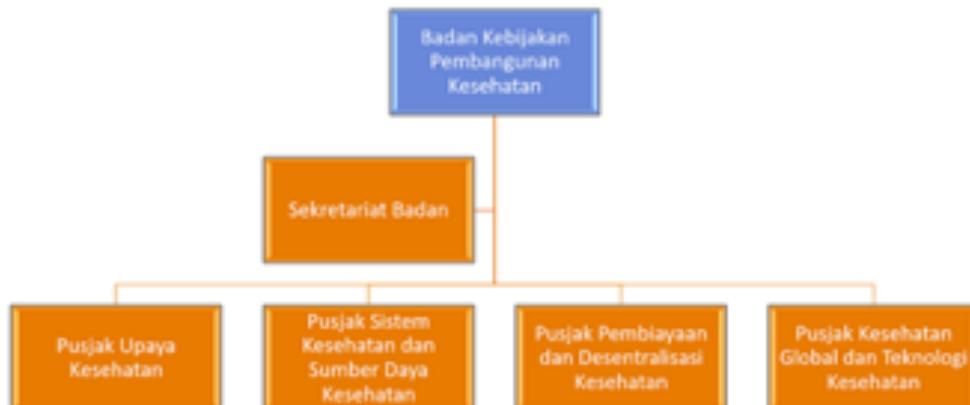 Badan Kebijakan
Pembangunan
Kesehatan
Sekretariat Badan
Pusjak Upaya
Kesehatan
Pusjak Sistem
Kesehatan dan
Sumber Daya
Kesehatan
Pusjak Pembiayaan
dan Desentralisasi
Kesehatan
Pusjak Kesehatan
Global dan Teknologi
Kesehatan